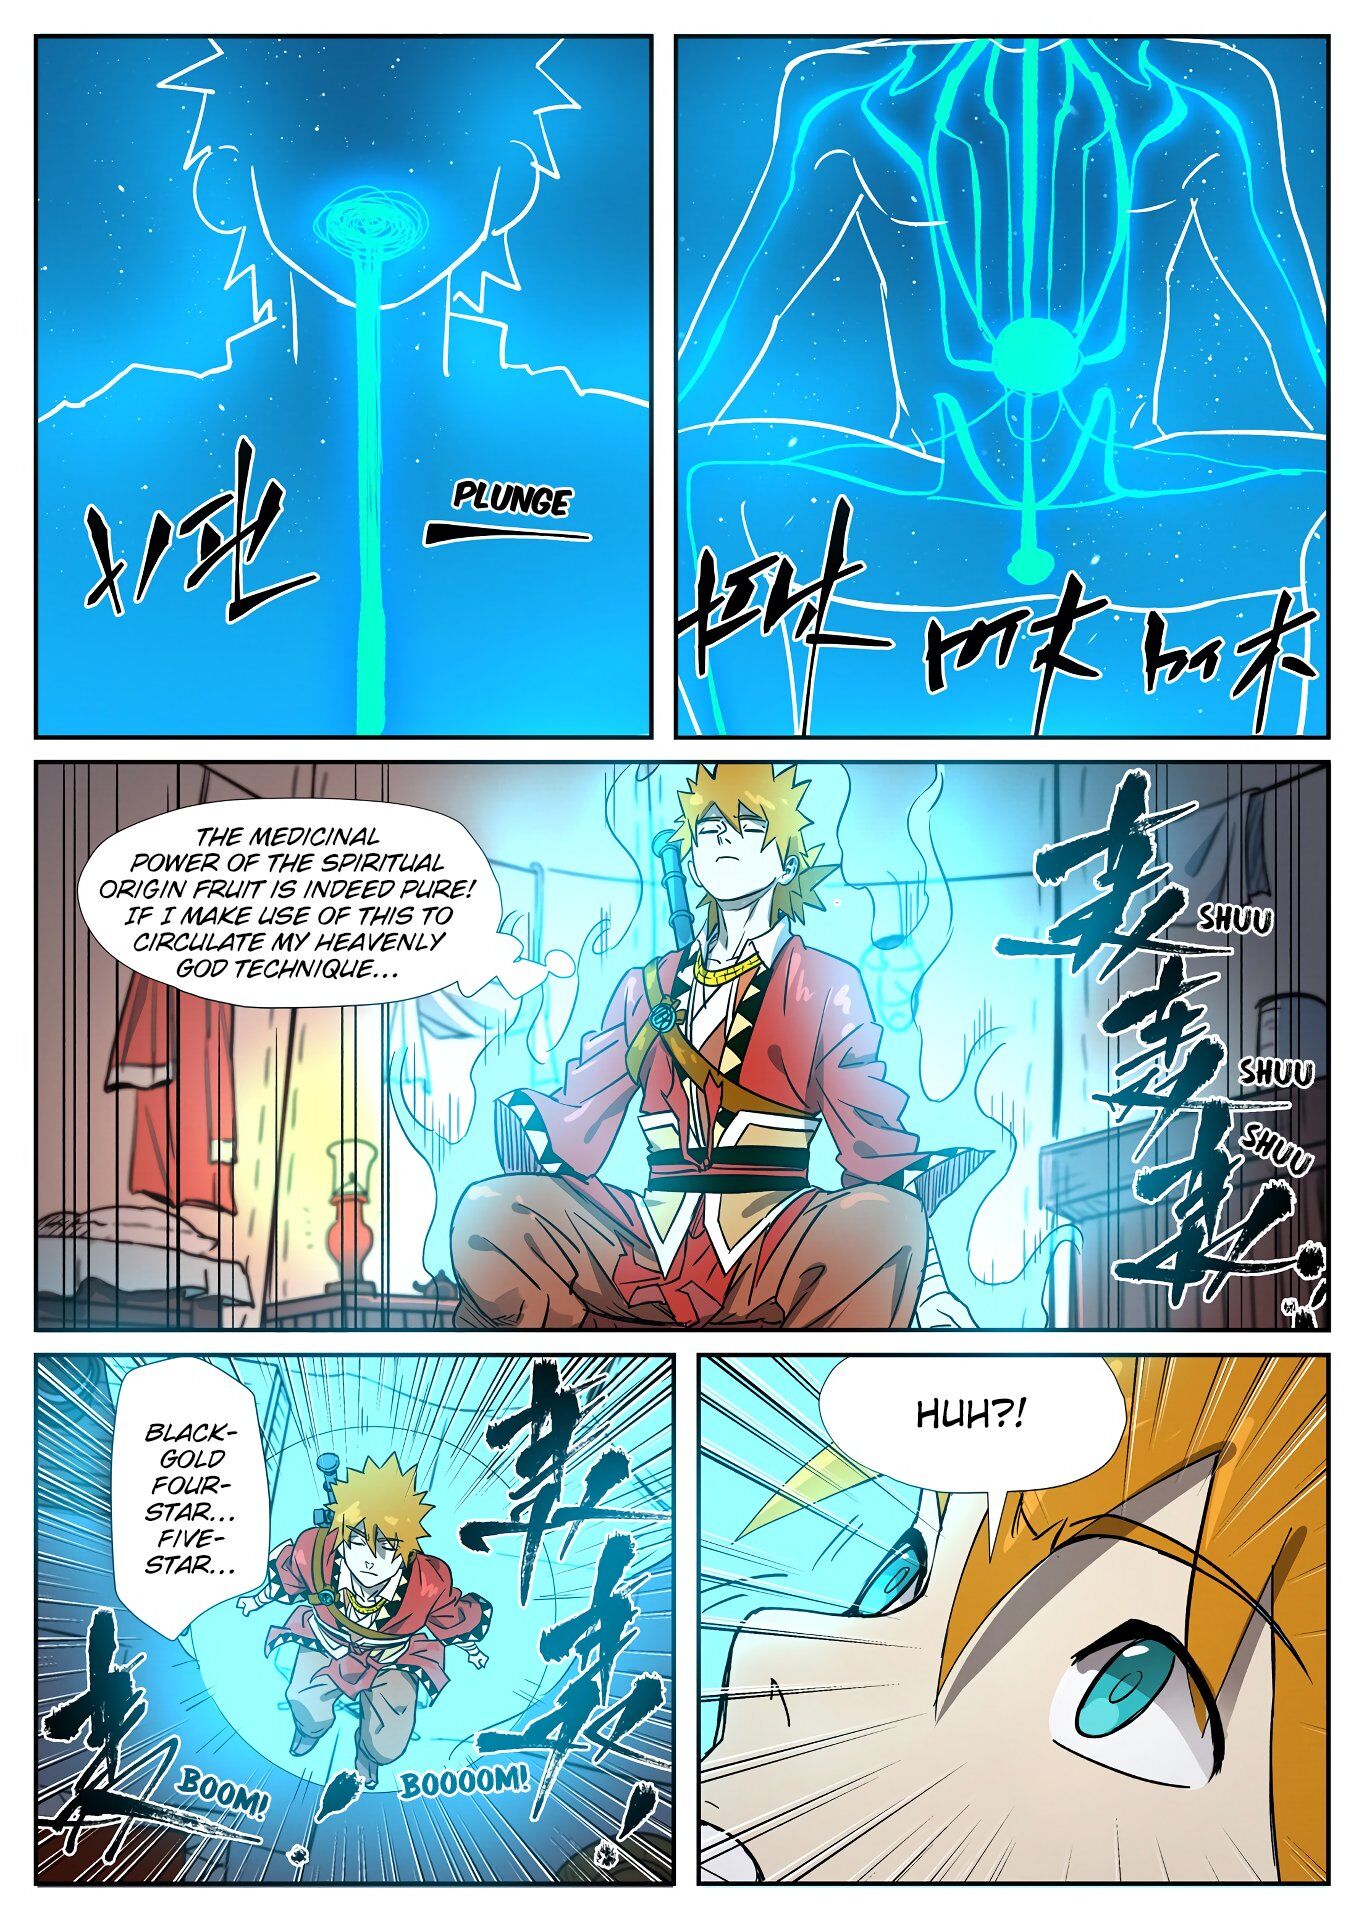 PLUNGE
THE MEDICINAL
POWER OF THE SPIRITUAL
ORIGIN FRUIT IS INDEED PURE!
IF I MAKE USE OF THIS TO
CIRCULATE MY HEAVENLY
GOD TECHNIQUE...
SHUU
SHUU
SHUU
BLACK-
GOLD
FOUR-
STAR...
FIVE-
STAR...
BOOM!
BOOOOM!
HUH?!